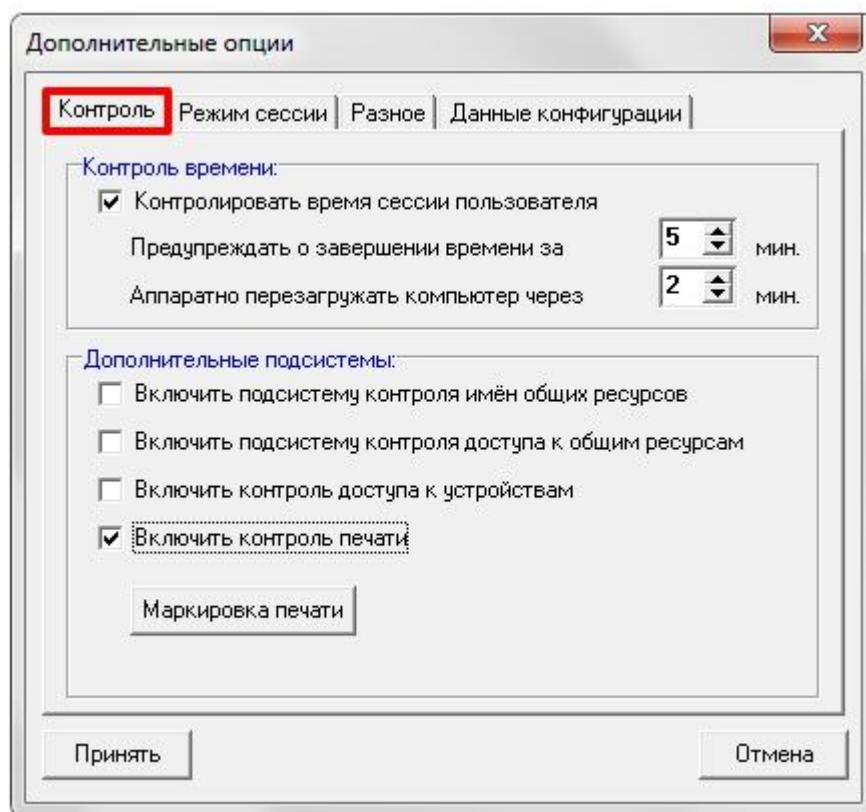 Дополнительные опции
Контроль Режим сессии Разное Данные конфигурации
Контроль времени:
Контролировать время сессии пользователя
Предупреждать о завершении времени за 5 мин.
Аппаратно перезагружать компьютер через 2 мин.
Дополнительные подсистемы:
Включить подсистему контроля имён общих ресурсов
Включить подсистему контроля доступа к общим ресурсам
Включить контроль доступа к устройствам
Включить контроль печати
Маркировка печати
Принять Отмена